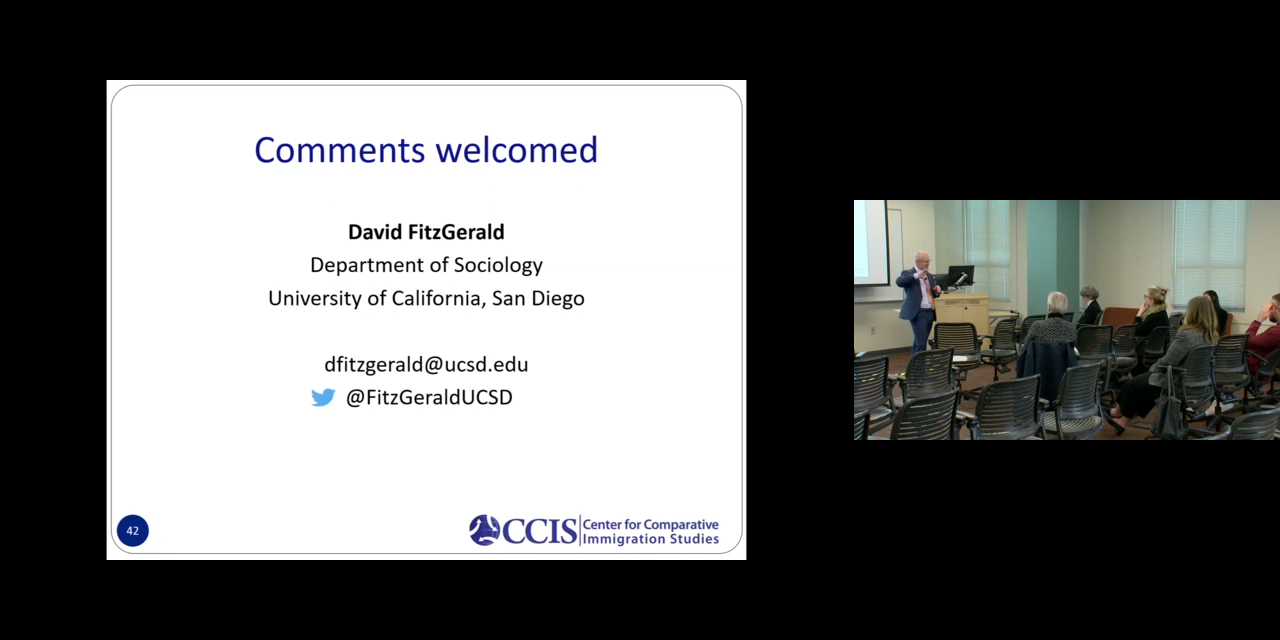 Comments welcomed
David FitzGerald
Department of Sociology
University of California, San Diego
dfitzgerald@ucsd.edu
@FitzGeraldUCSD
42
CCIS
Center for Comparative
Immigration Studies